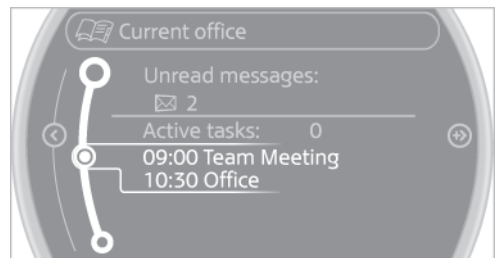 Current office
Unread messages:
2
Active tasks: 0
09:00 Team Meeting
10:30 Office